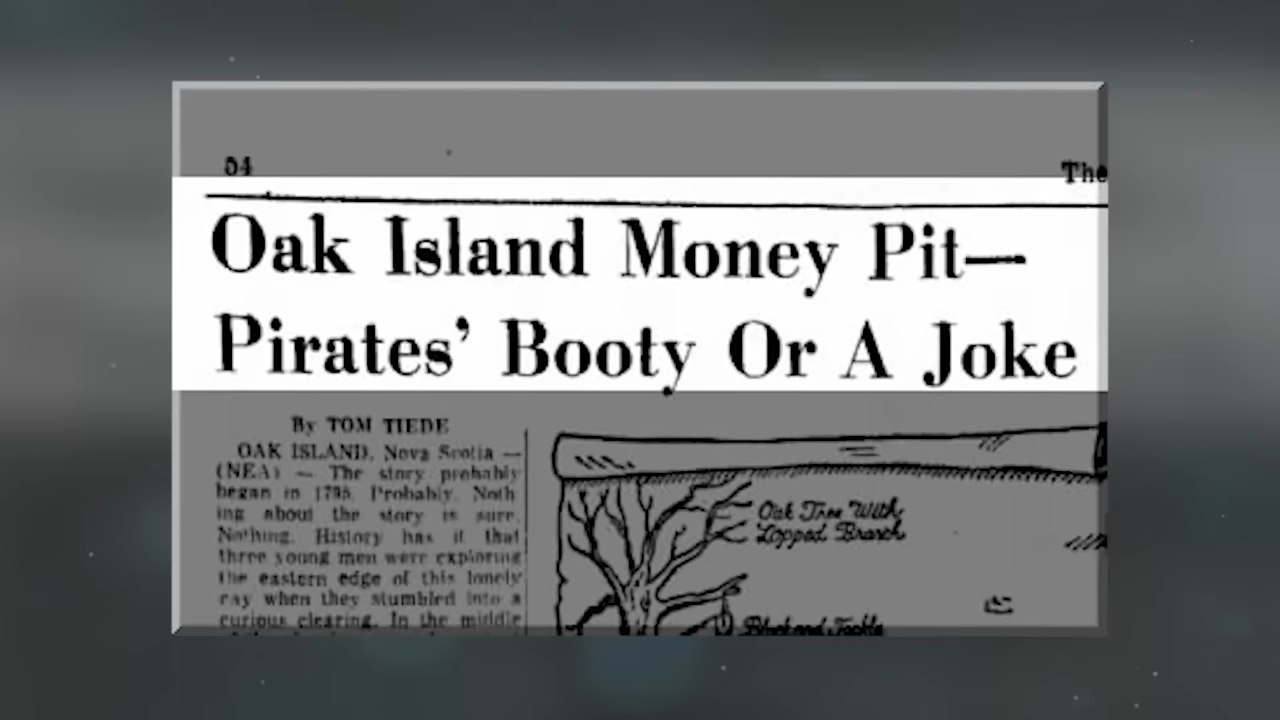 54
The
Oak Island Money Pit—
Pirates' Booty Or A Joke
By TOM TIEDE
OAK ISLAND, Nova Scotia —
(NEA) — The story probably
began in 1795. Probably. Noth
ing about the story is sure.
Nothing. History has it that
three young men were exploring
the eastern edge of this lonely
cay when they stumbled into a
curious clearing. In the middle
Oak Tree With
Lopped Branch
Block and Tackle